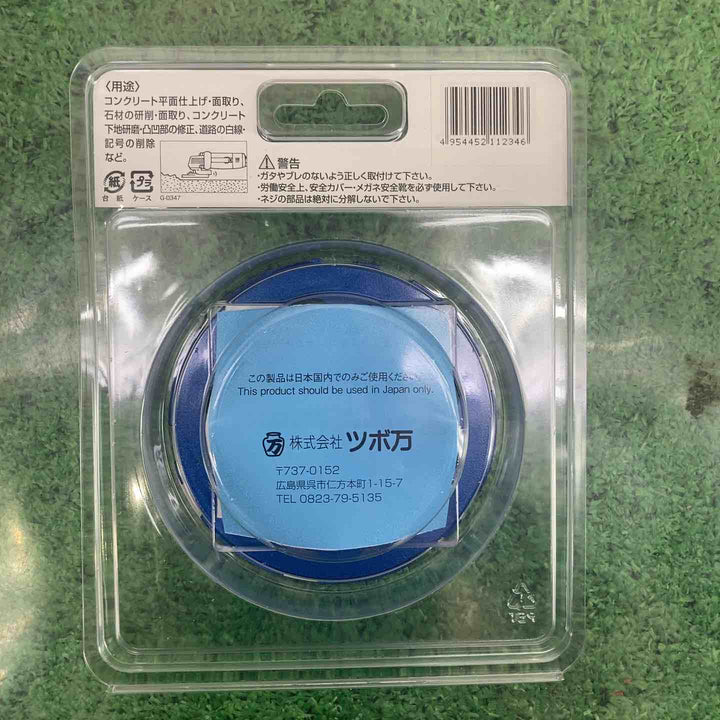 〈用途〉
コンクリート平面仕上げ・面取り、
石材の研削・面取り、コンクリート
下地研磨・凸凹部の修正、道路の白線・
記号の削除
など。
紙
プラ
台紙 ケース G-0347
警告
・ガタやブレのないよう正しく取付けて下さい。
・労働安全上、安全カバー・メガネ安全靴を必ず使用して下さい。
・ネジの部品は絶対に分解しないで下さい。
4 954452 112346
この製品は日本国内でのみご使用ください。
This product should be used in Japan only.
万 株式会社 ツボ万
〒737-0152
広島県呉市仁方本町1-15-7
TEL 0823-79-5135